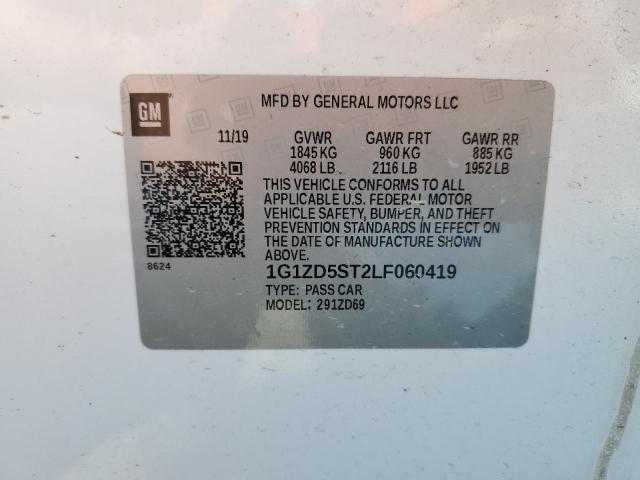 GM
MFD BY GENERAL MOTORS LLC
11/19 GVWR GAWR FRT GAWR RR
1845 KG 960 KG 885 KG
4068 LB 2116 LB 1952 LB
THIS VEHICLE CONFORMS TO ALL
APPLICABLE U.S. FEDERAL MOTOR
VEHICLE SAFETY, BUMPER, AND THEFT
PREVENTION STANDARDS IN EFFECT ON
THE DATE OF MANUFACTURE SHOWN
ABOVE.
8624
1G1ZD5ST2LF060419
TYPE: PASS CAR
MODEL: 291ZD69